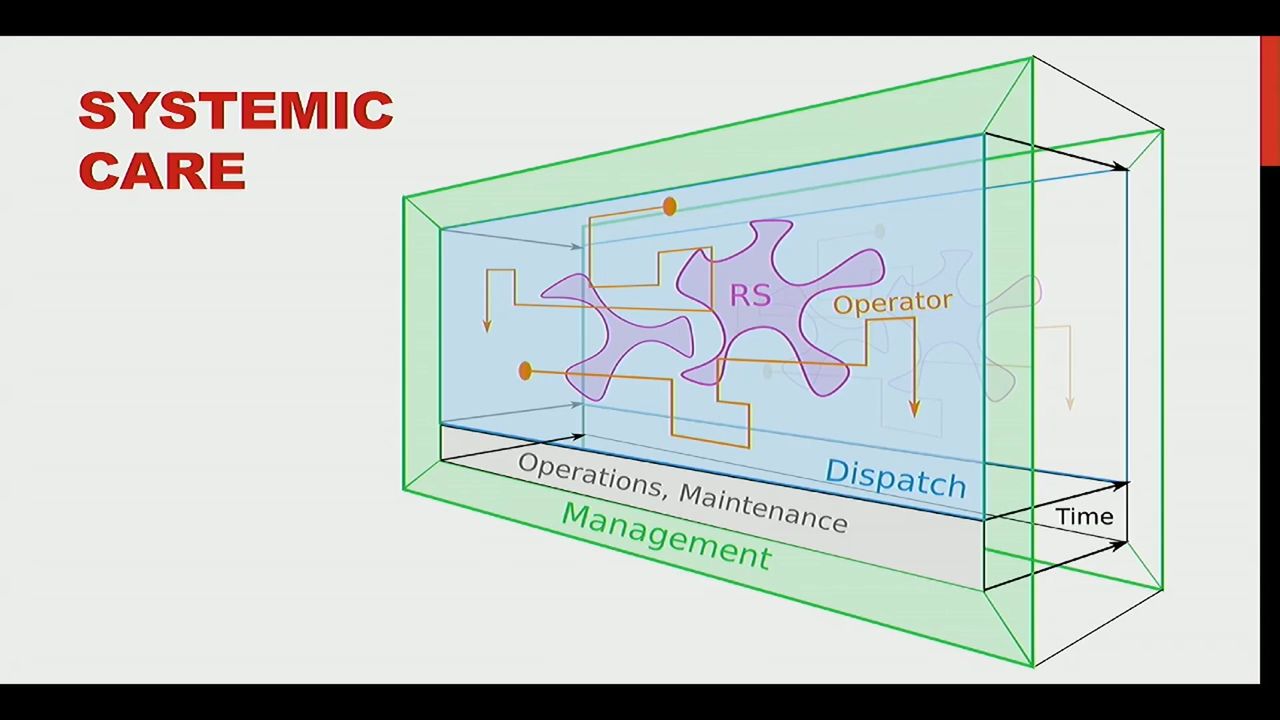 SYSTEMIC
CARE
RS
Operator
Dispatch
Operations, Maintenance
Time
Management